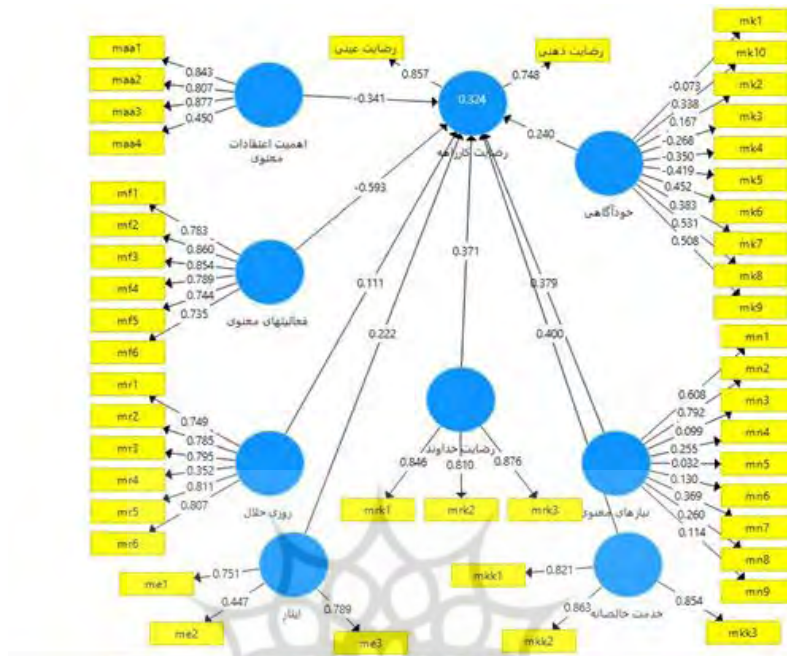 maa1
maa2
maa3
maa4
0.843
0.807
0.877
0.450
اهمیت اعتقادات
معنوی
-0.341
رضایت عینی
0.857
رضایت ذهنی
0.748
0.324
رضایت کارراهه
0.240
خودآگاهی
-0.073
0.338
0.167
-0.268
-0.350
-0.419
0.452
0.383
0.531
0.508
mk1
mk10
mk2
mk3
mk4
mk5
mk6
mk7
mk8
mk9
mf1
mf2
mf3
mf4
mf5
mf6
0.783
0.860
0.854
0.789
0.744
0.735
فعالیتهای معنوی
-0.593
0.111
0.222
0.371
0.379
0.400
mr1
mr2
mr3
mr4
mr5
mr6
0.749
0.785
0.795
0.352
0.811
0.807
روزی حلال
رضایت خداوند
0.846
0.810
0.876
mrk1
mrk2
mrk3
نیازهای معنوی
0.608
0.792
0.099
0.255
0.032
0.130
0.369
0.260
0.114
mn1
mn2
mn3
mn4
mn5
mn6
mn7
mn8
mn9
me1
me2
me3
0.751
0.447
0.789
ایثار
mkk1
mkk2
mkk3
0.821
0.863
0.854
خدمت خالصانه